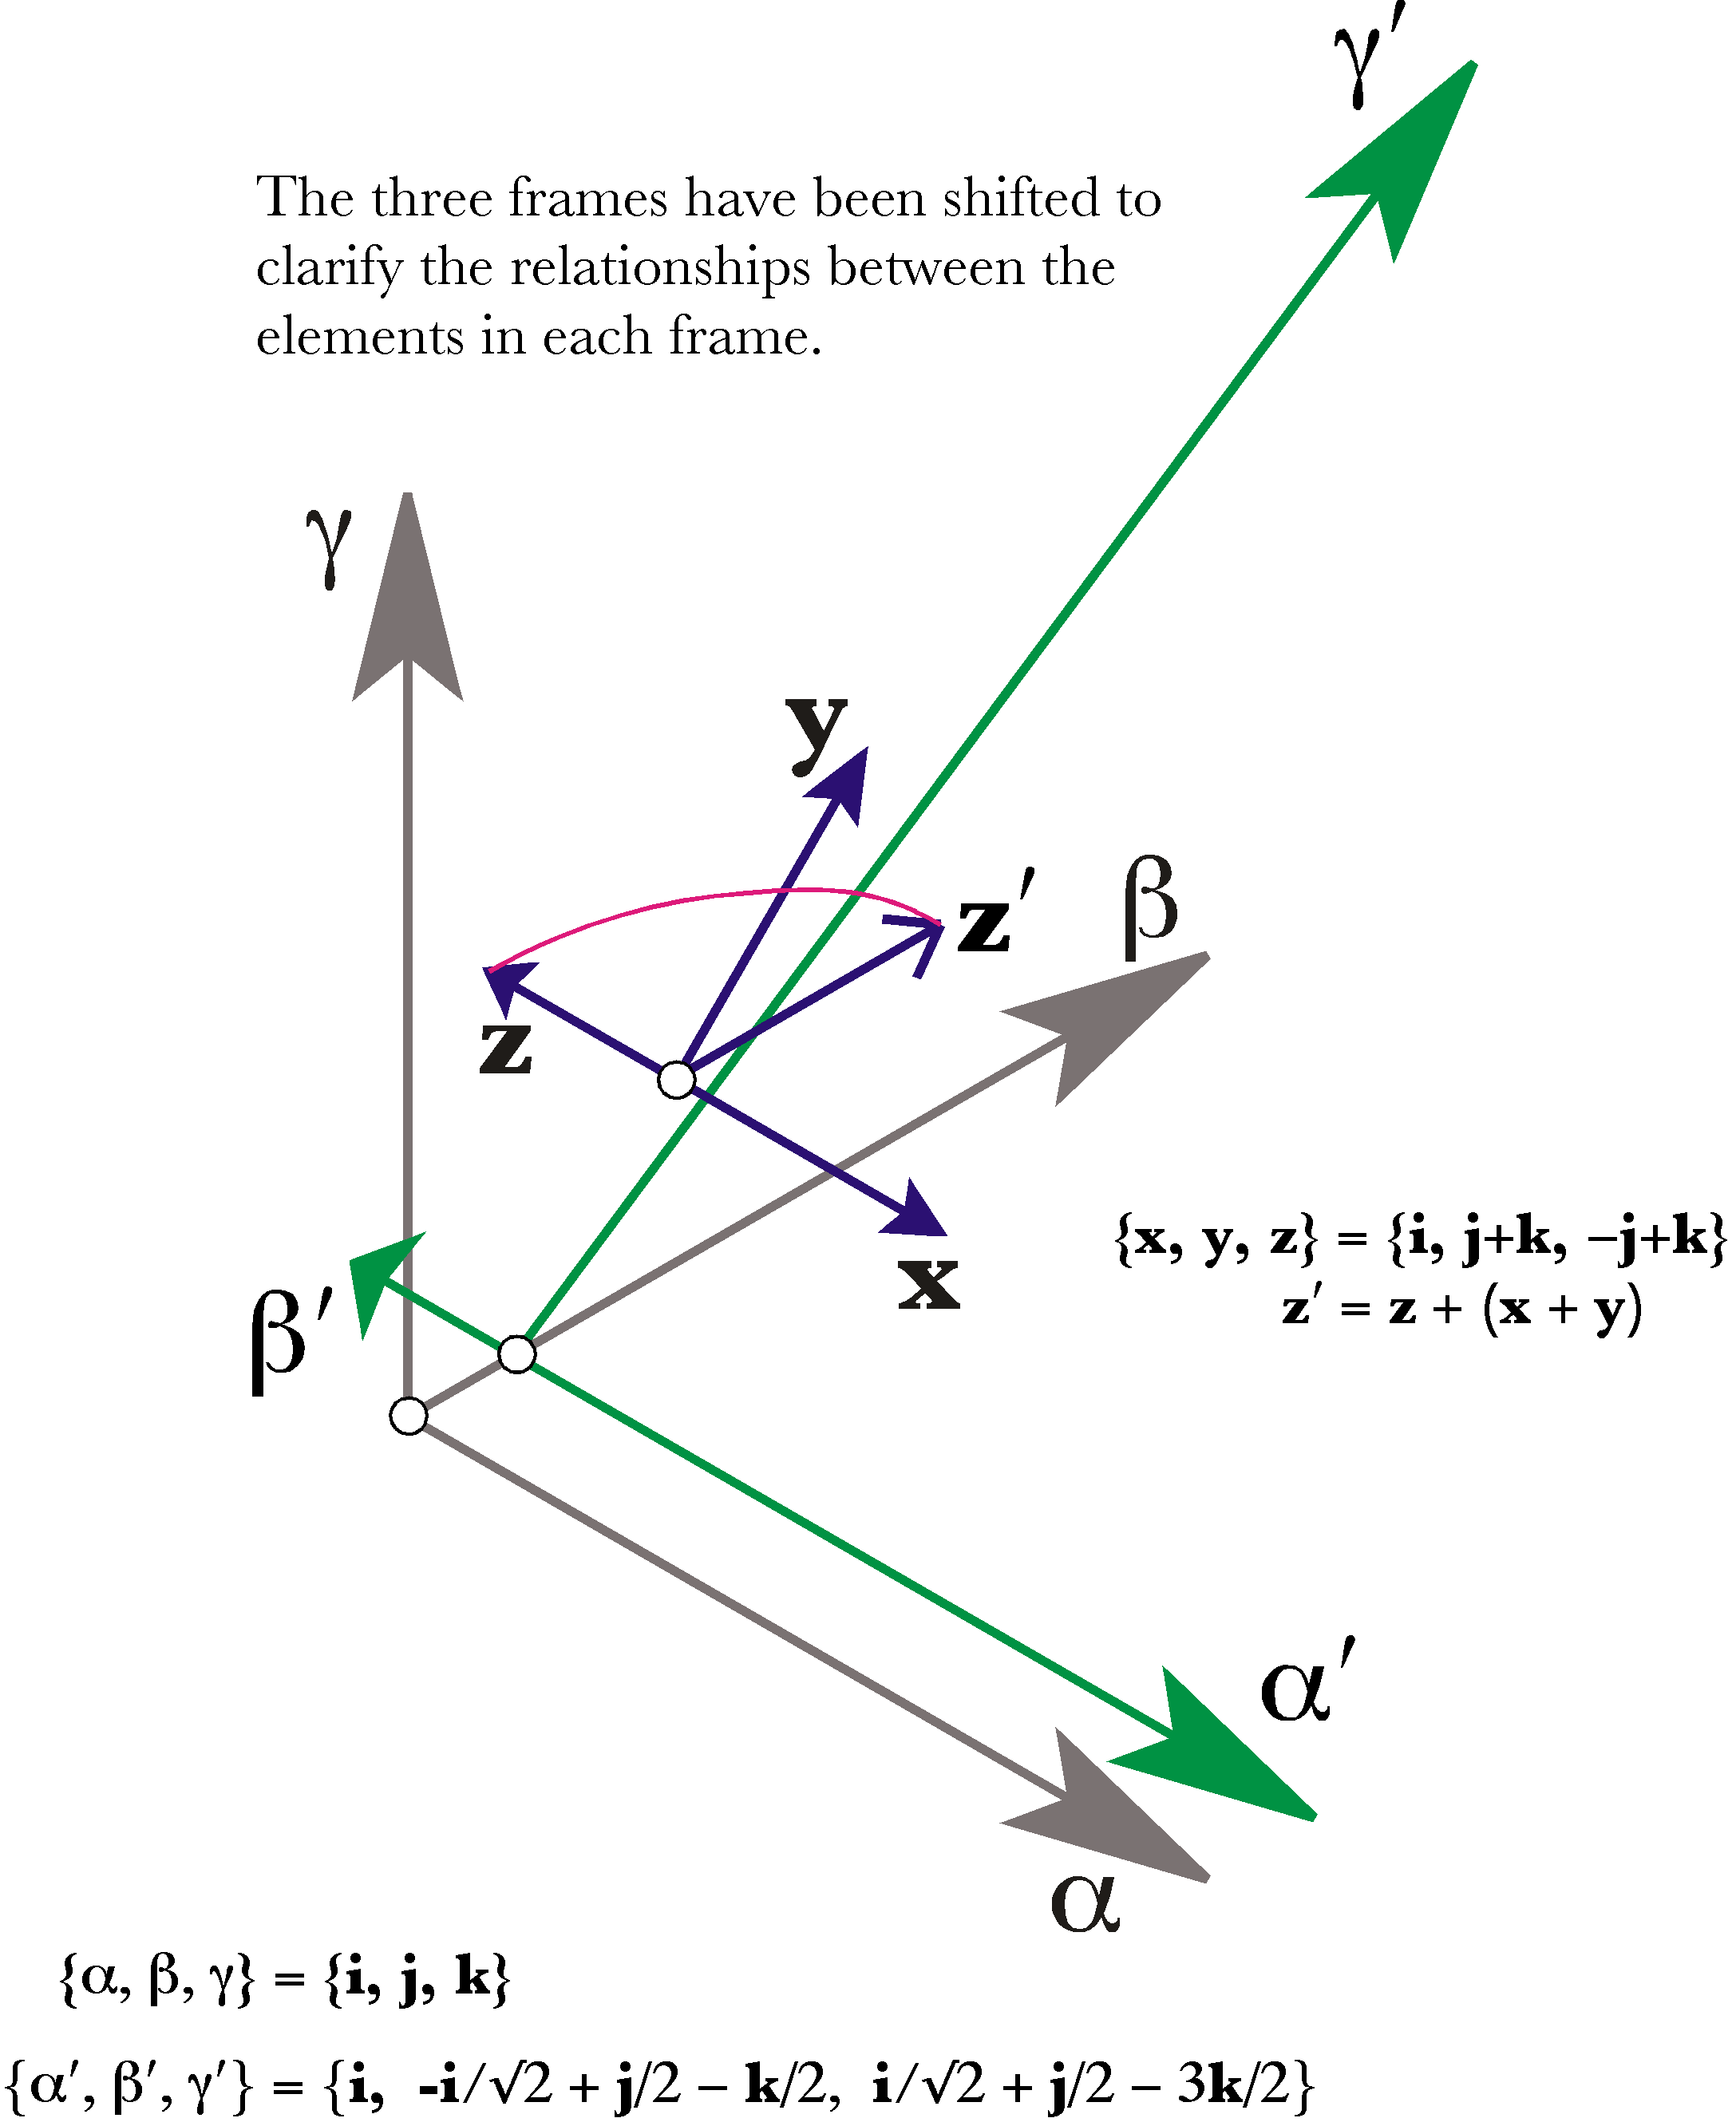 γ′
The three frames have been shifted to
clarify the relationships between the
elements in each frame.
γ
y
β
z′
z
{x, y, z} = {i, j+k, −j+k}
x
β′
z′ = z + (x + y)
α′
α
{α, β, γ} = {i, j, k}
{α′, β′, γ′} = {i, -i/√2 + j/2 − k/2, i/√2 + j/2 − 3k/2}